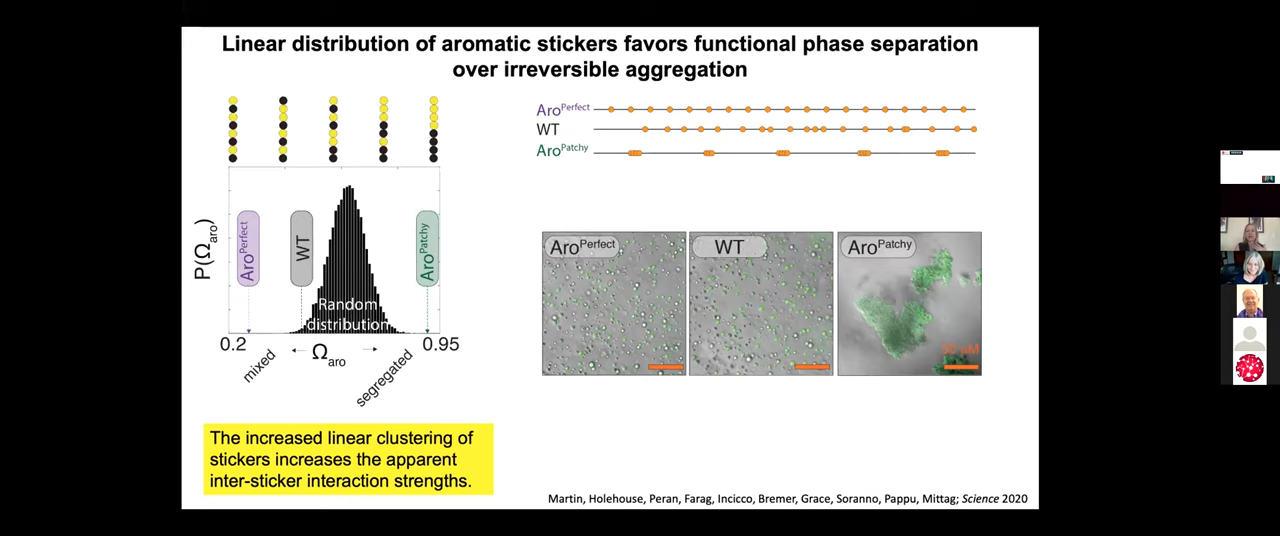 Linear distribution of aromatic stickers favors functional phase separation
over irreversible aggregation
P(Ωaro)
AroPerfect
WT
AroPatchy
Random
distribution
0.2
0.95
mixed
Ωaro
segregated
AroPerfect
WT
AroPatchy
AroPerfect
WT
AroPatchy
The increased linear clustering of
stickers increases the apparent
inter-sticker interaction strengths.
Martin, Holehouse, Peran, Farag, Incicco, Bremer, Grace, Soranno, Pappu, Mittag; Science 2020